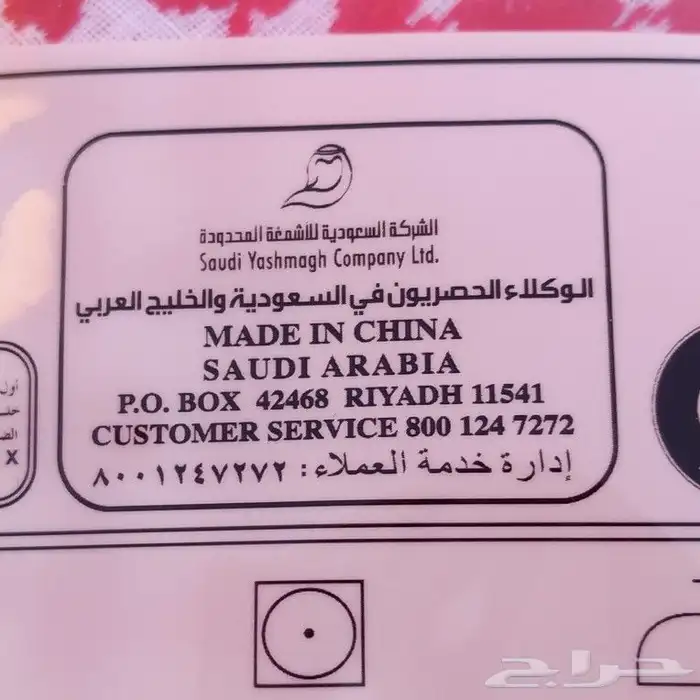 الشركة السعودية للأشمغة المحدودة
Saudi Yashmagh Company Ltd.
الوكلاء الحصريون في السعودية والخليج العربي
MADE IN CHINA
SAUDI ARABIA
P.O. BOX 42468 RIYADH 11541
CUSTOMER SERVICE 800 124 7272
إدارة خدمة العملاء : ٨٠٠١٢٤٧٢٧٢
أول
X
حراج